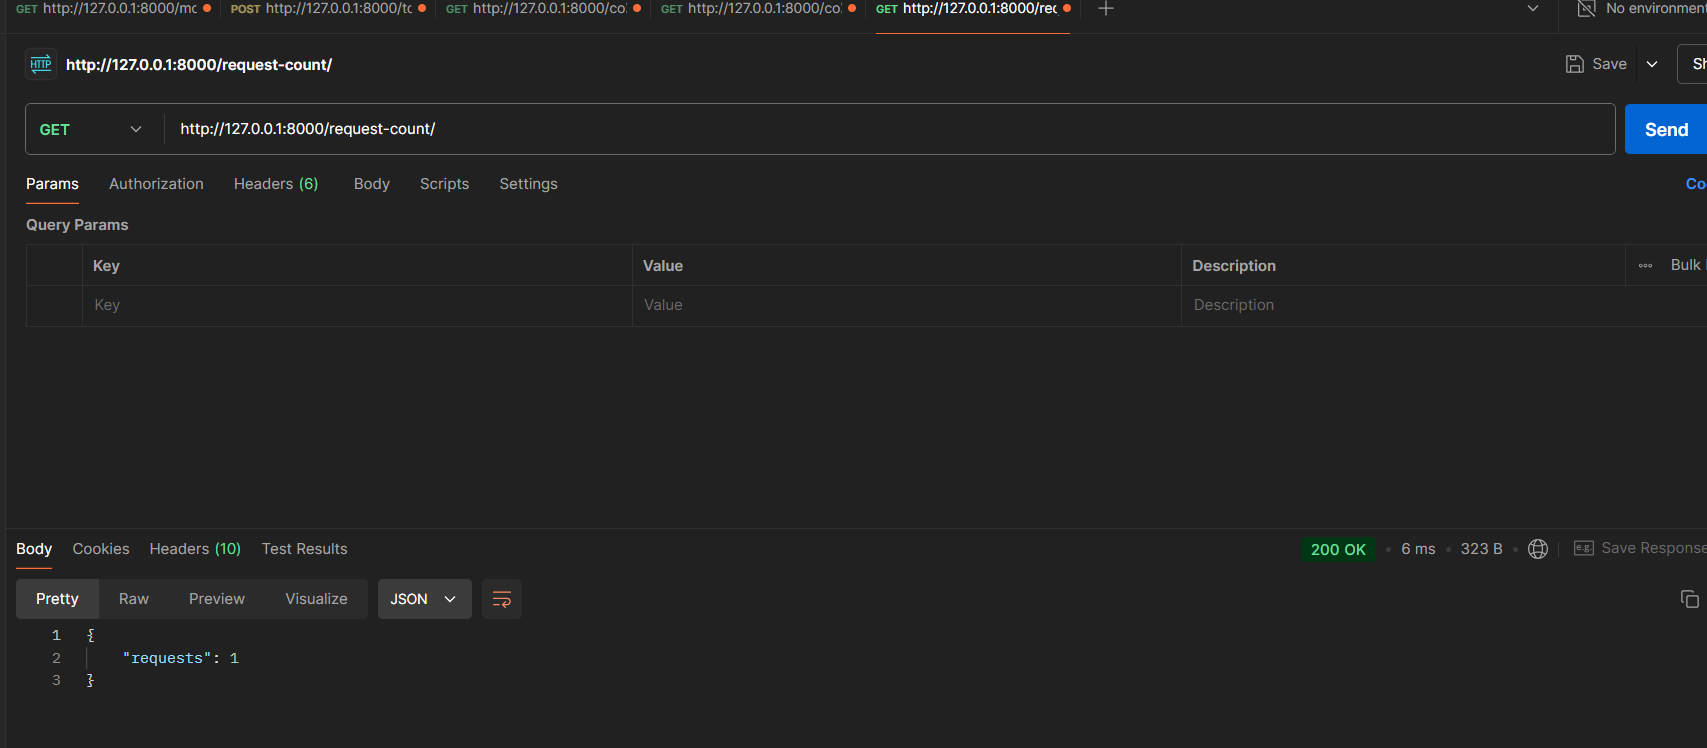 GET http://127.0.0.1:8000/mc POST http://127.0.0.1:8000/tc GET http://127.0.0.1:8000/co GET http://127.0.0.1:8000/co GET http://127.0.0.1:8000/rec No environment
HTTP http://127.0.0.1:8000/request-count/ Save Sh
GET http://127.0.0.1:8000/request-count/ Send
Params Authorization Headers (6) Body Scripts Settings Coo
Query Params
Key Value Description Bulk
Key Value Description
Body Cookies Headers (10) Test Results 200 OK 6 ms 323 B e.g. Save Response
Pretty Raw Preview Visualize JSON
1 {
2 "requests": 1
3 }